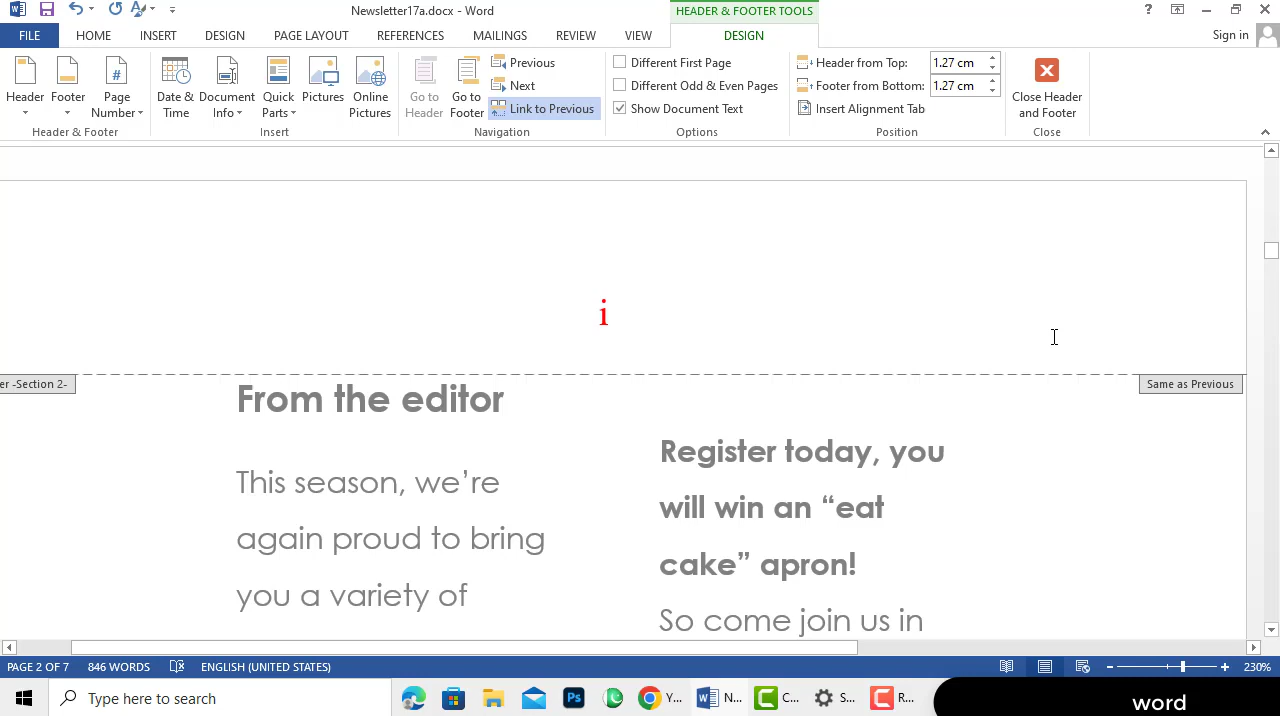 Newsletter17a.docx - Word
HEADER & FOOTER TOOLS
?
FILE HOME INSERT DESIGN PAGE LAYOUT REFERENCES MAILINGS REVIEW VIEW DESIGN Sign in
Header
Footer
Page Number
Header & Footer
Date & Time
Document Info
Quick Parts
Pictures
Online Pictures
Insert
Go to Header
Go to Footer
Previous
Next
Link to Previous
Navigation
Different First Page
Different Odd & Even Pages
Show Document Text
Options
Header from Top: 1.27 cm
Footer from Bottom: 1.27 cm
Insert Alignment Tab
Position
Close Header and Footer
Close
i
er -Section 2-
Same as Previous
From the editor
This season, we’re
again proud to bring
you a variety of
Register today, you
will win an “eat
cake” apron!
So come join us in
PAGE 2 OF 7 846 WORDS ENGLISH (UNITED STATES) 230%
Type here to search
Ps
Y...
N...
C...
S...
R...
word